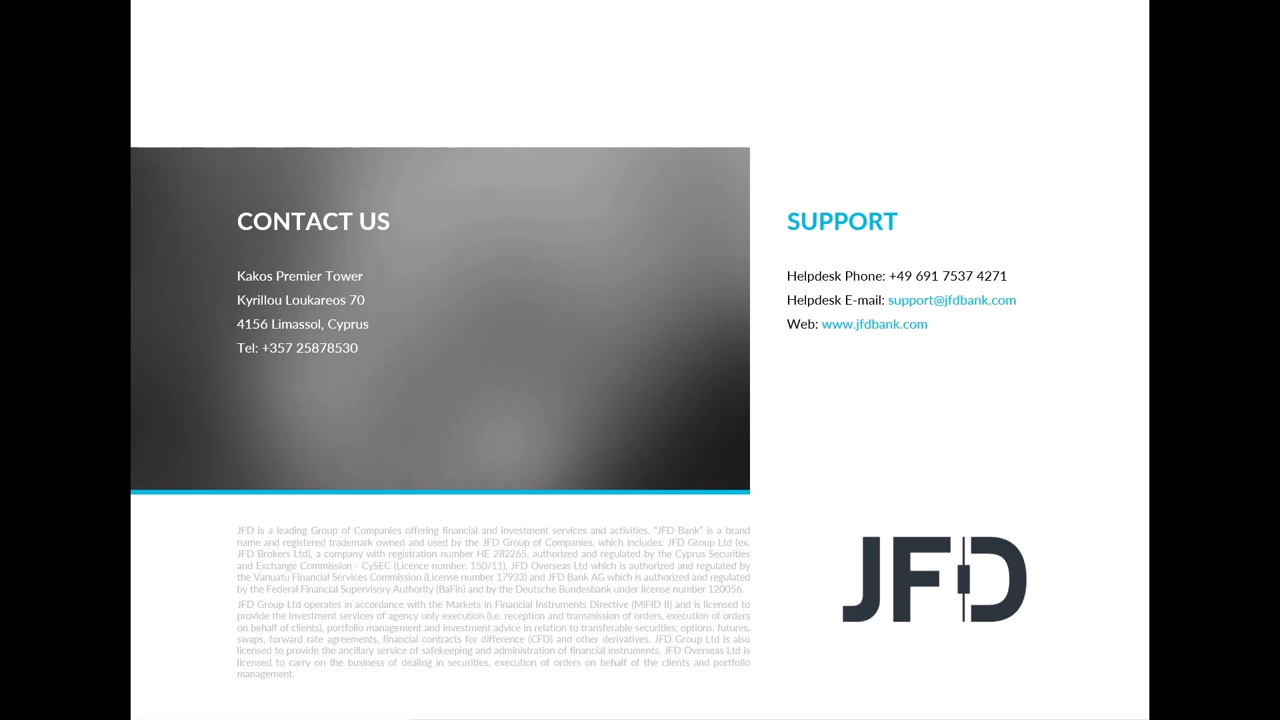 CONTACT US
Kakos Premier Tower
Kyrillou Loukareos 70
4156 Limassol, Cyprus
Tel: +357 25878530
SUPPORT
Helpdesk Phone: +49 691 7537 4271
Helpdesk E-mail: support@jfdbank.com
Web: www.jfdbank.com
JFD is a leading Group of Companies offering financial and investment services and activities. “JFD Bank” is a brand
name and registered trademark owned and used by the JFD Group of Companies, which includes: JFD Group Ltd (ex.
JFD Brokers Ltd), a company with registration number HE 282265, authorized and regulated by the Cyprus Securities
and Exchange Commission - CySEC (Licence number: 150/11), JFD Overseas Ltd which is authorized and regulated by
the Vanuatu Financial Services Commission (License number 17933) and JFD Bank AG which is authorized and regulated
by the Federal Financial Supervisory Authority (BaFin) and by the Deutsche Bundesbank under license number 120056.
JFD Group Ltd operates in accordance with the Markets in Financial Instruments Directive (MiFID II) and is licensed to
provide the investment services of agency only execution (i.e. reception and transmission of orders, execution of orders
on behalf of clients), portfolio management and investment advice in relation to transferable securities, options, futures,
swaps, forward rate agreements, financial contracts for difference (CFD) and other derivatives. JFD Group Ltd is also
licensed to provide the ancillary service of safekeeping and administration of financial instruments. JFD Overseas Ltd is
licensed to carry on the business of dealing in securities, execution of orders on behalf of the clients and portfolio
management.
JFD